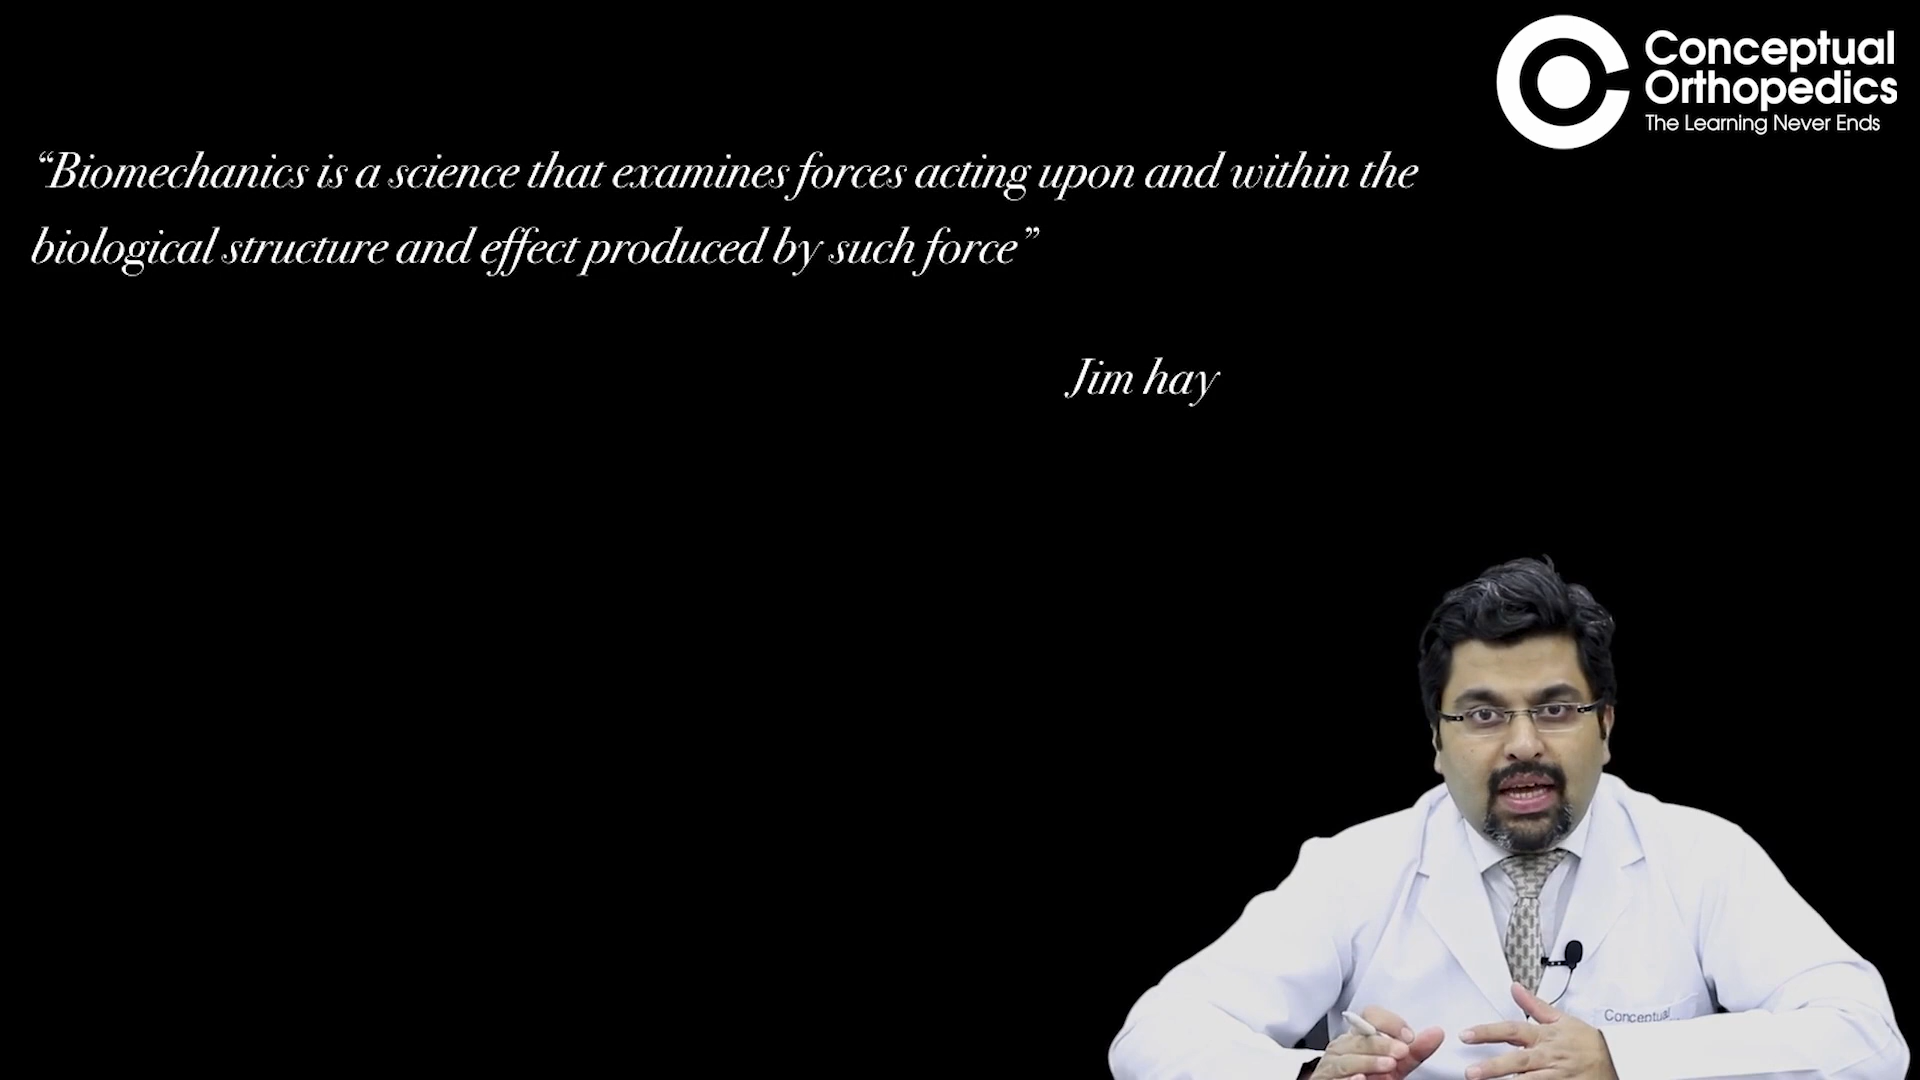 Conceptual
Orthopedics
The Learning Never Ends
“Biomechanics is a science that examines forces acting upon and within the
biological structure and effect produced by such force”
Jim hay
Conceptual